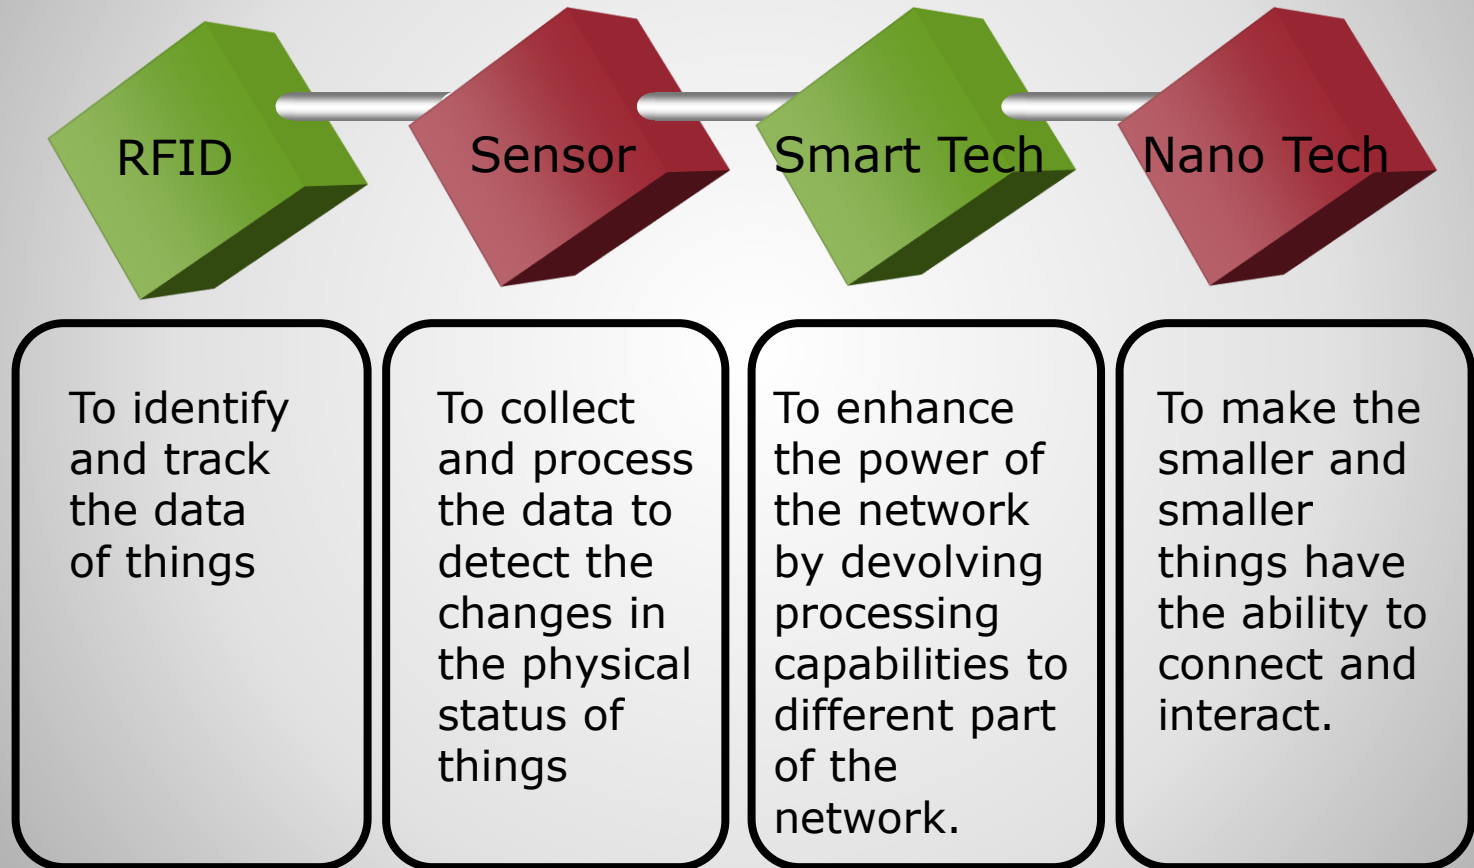 RFID
Sensor
Smart Tech
Nano Tech
To identify
and track
the data
of things
To collect
and process
the data to
detect the
changes in
the physical
status of
things
To enhance
the power of
the network
by devolving
processing
capabilities to
different part
of the
network.
To make the
smaller and
smaller
things have
the ability to
connect and
interact.